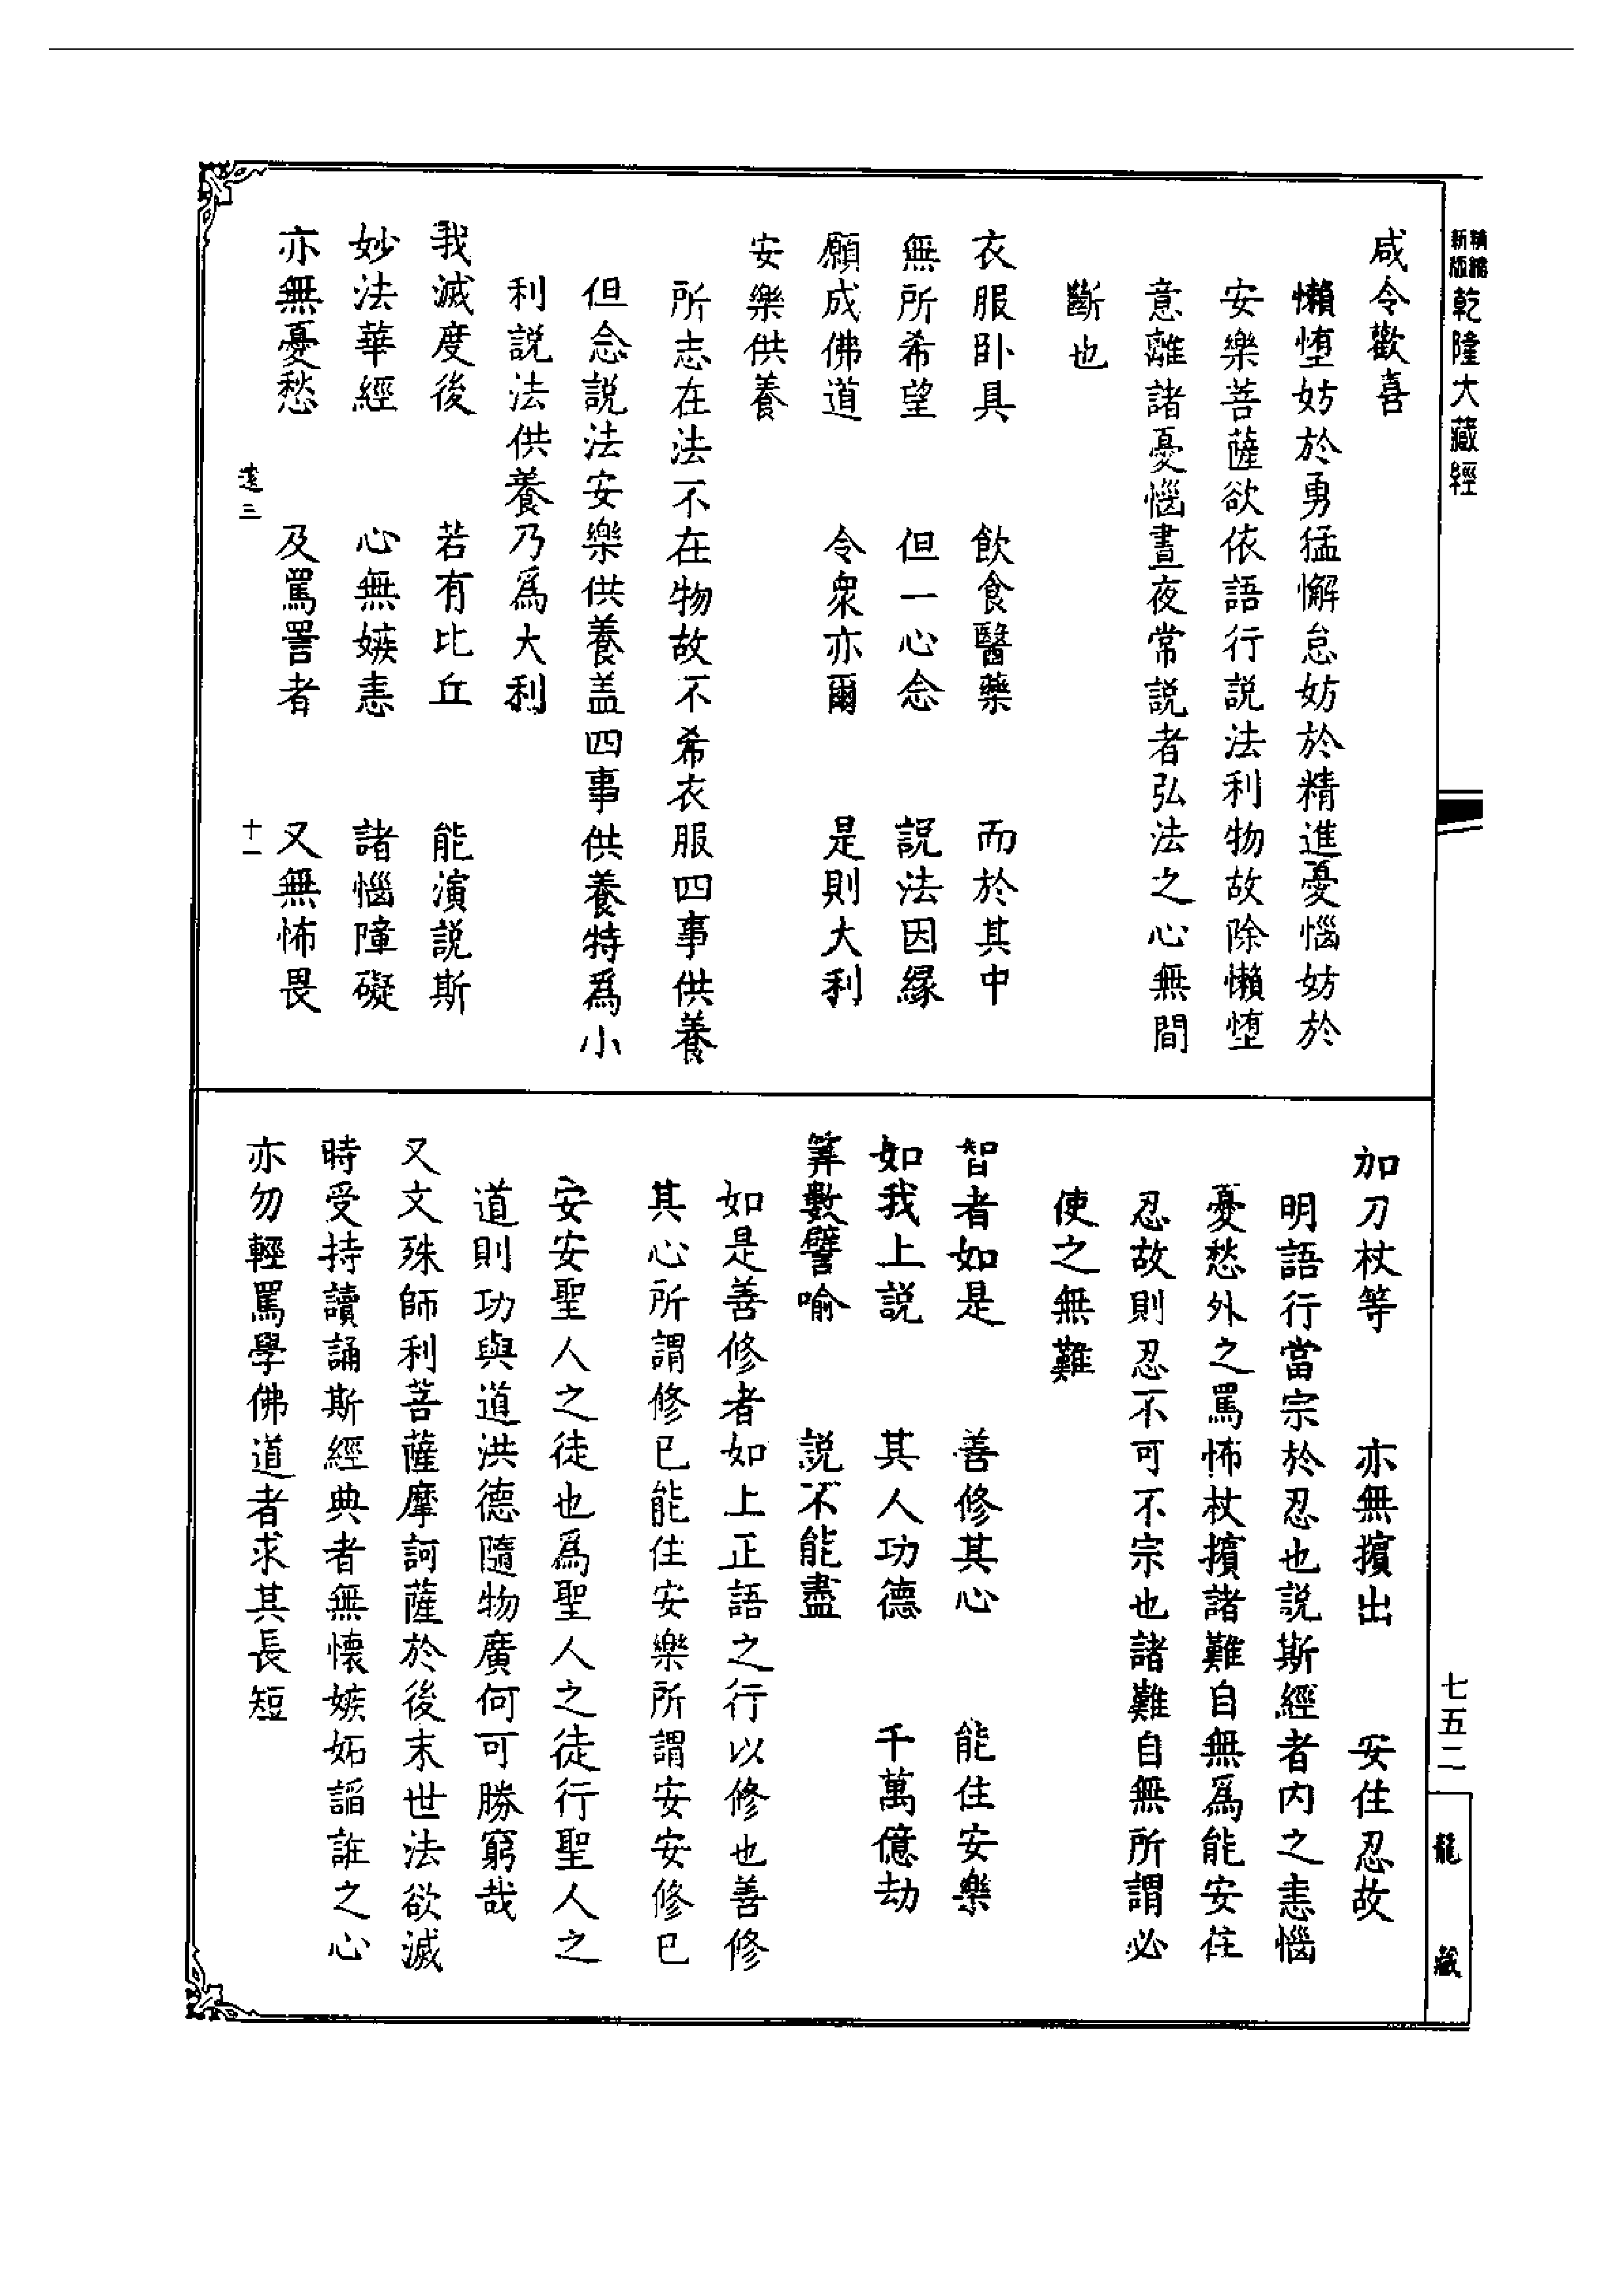 新版
精縮
乾隆大藏經
咸令歡喜
懶墯妨於勇猛懈怠妨於精進憂惱妨於
安樂菩薩欲依語行説法利物故除懶墯
意離諸憂惱晝夜常説者弘法之心無間
斷也
衣服卧具 飲食醫藥 而於其中
無所希望 但一心念 説法因緣
願成佛道 令衆亦爾 是則大利
安樂供養
所志在法不在物故不希衣服四事供養
但念説法安樂供養盖四事供養特爲小
利説法供養乃爲大利
我滅度後 若有比丘 能演説斯
妙法華經 心無嫉恚 諸惱障礙
亦無憂愁 及罵詈者 又無怖畏
遠三 十一
加刀杖等 亦無擯出 安住忍故
明語行當宗於忍也説斯經者内之恚惱
憂愁外之罵怖杖擯諸難自無爲能安住
忍故則忍不可不宗也諸難自無所謂必
使之無難
智者如是 善修其心 能住安樂
如我上説 其人功德 千萬億劫
算數譬喻 説不能盡
如是善修者如上正語之行以修也善修
其心所謂修已能住安樂所謂安安修已
安安聖人之徒也爲聖人之徒行聖人之
道則功與道洪德隨物廣何可勝窮哉
又文殊師利菩薩摩訶薩於後末世法欲滅
時受持讀誦斯經典者無懷嫉妬謟誑之心
亦勿輕罵學佛道者求其長短
七五二
龍藏